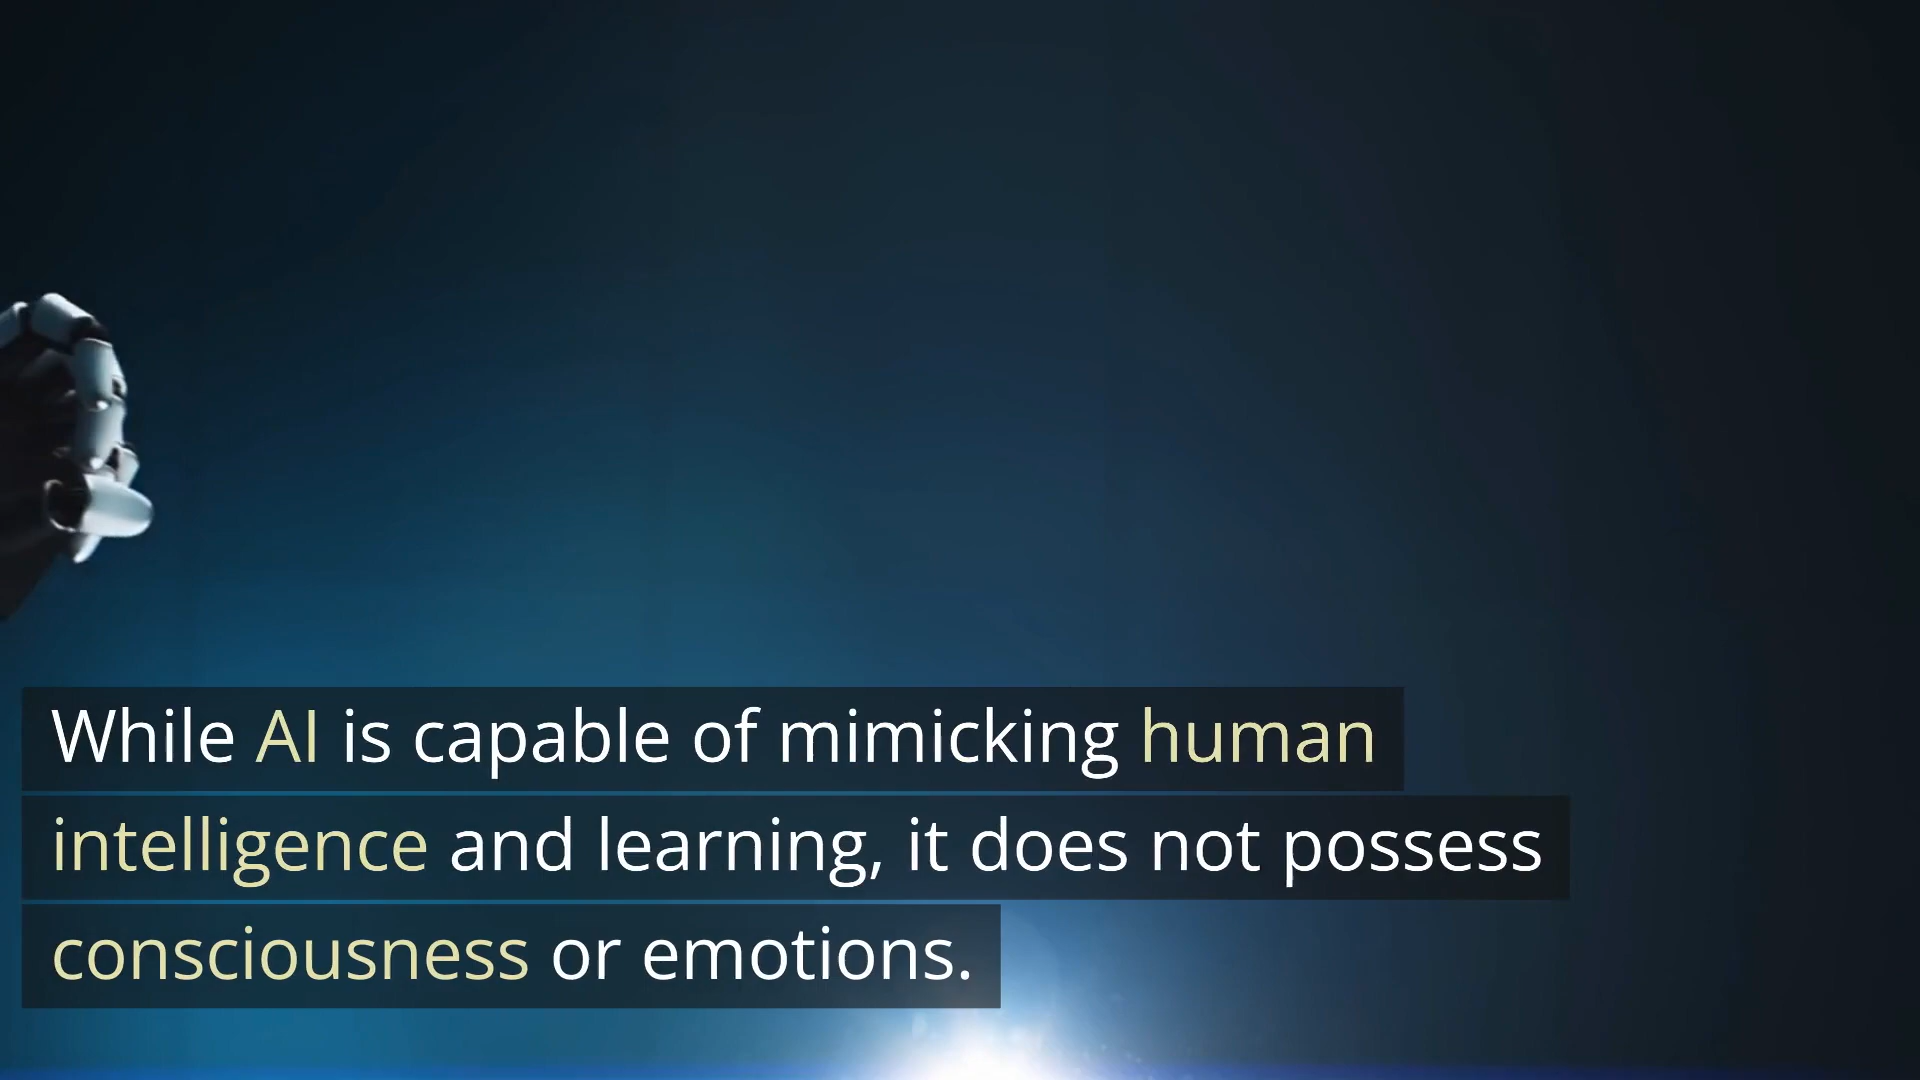 While AI is capable of mimicking human
intelligence and learning, it does not possess
consciousness or emotions.